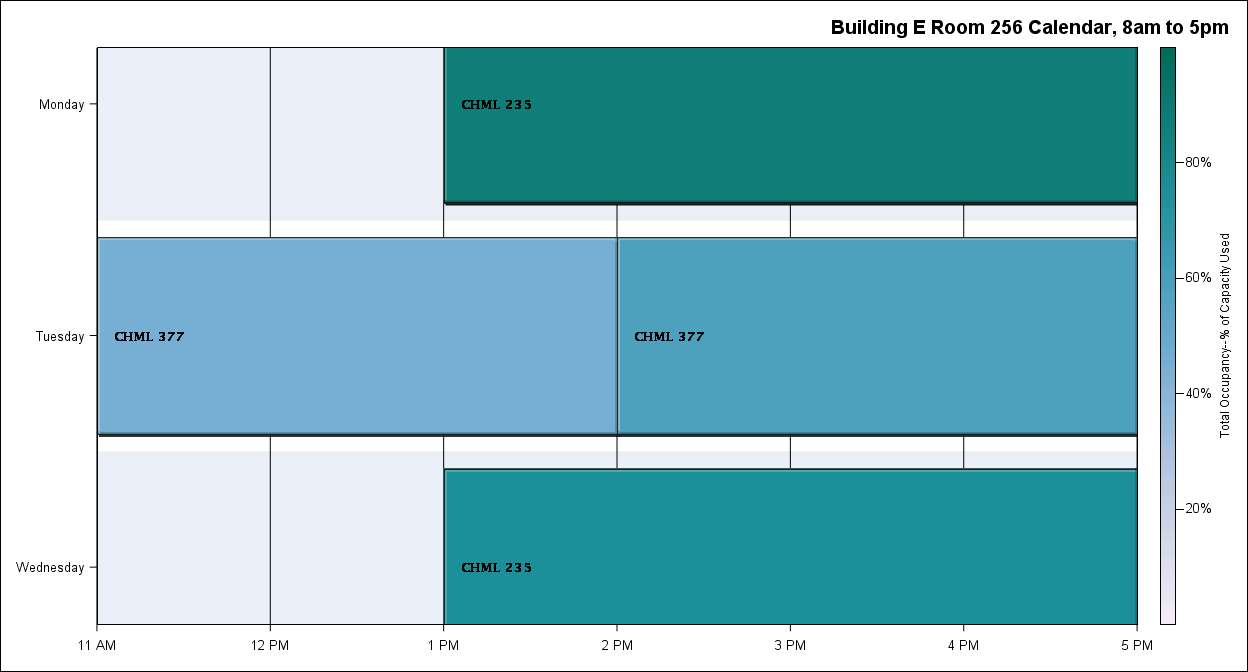 Building E Room 256 Calendar, 8am to 5pm
Monday
CHML 235
Tuesday
CHML 377
CHML 377
Wednesday
CHML 235
11 AM
12 PM
1 PM
2 PM
3 PM
4 PM
5 PM
80%
60%
40%
20%
Total Occupancy--% of Capacity Used